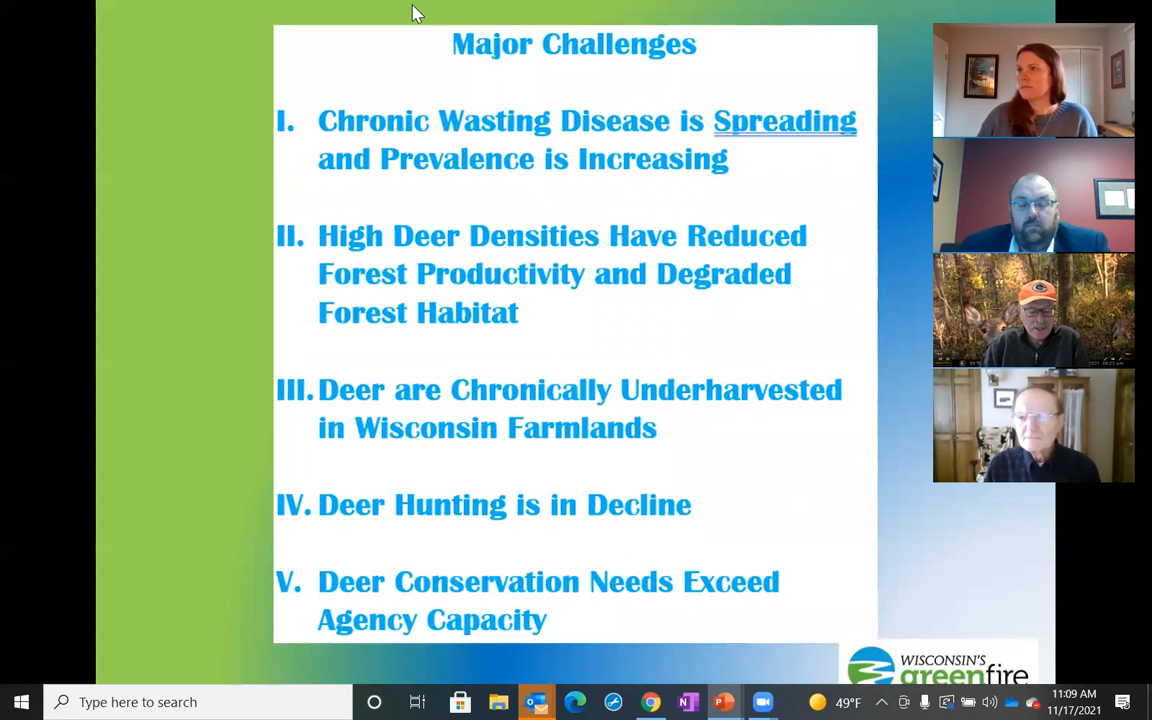 Major Challenges
I. Chronic Wasting Disease is Spreading
and Prevalence is Increasing
II. High Deer Densities Have Reduced
Forest Productivity and Degraded
Forest Habitat
III. Deer are Chronically Underharvested
in Wisconsin Farmlands
IV. Deer Hunting is in Decline
V. Deer Conservation Needs Exceed
Agency Capacity
WISCONSIN'S
greenfire
Type here to search
49°F
11:09 AM
11/17/2021